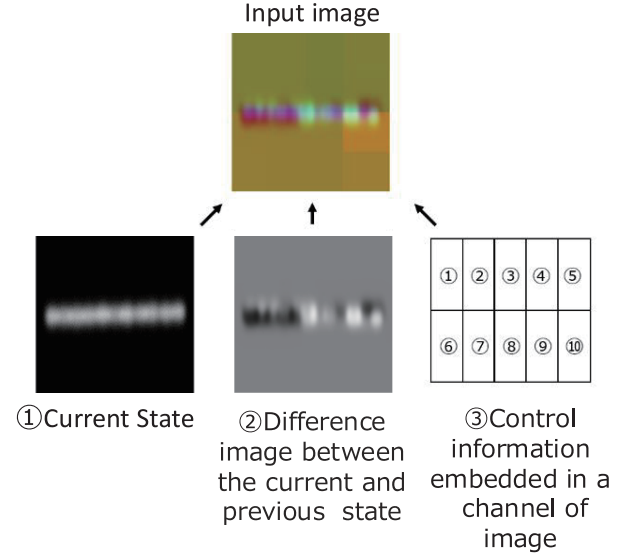 Input image
① ② ③ ④ ⑤
⑥ ⑦ ⑧ ⑨ ⑩
①Current State
②Difference
image between
the current and
previous state
③Control
information
embedded in a
channel of
image